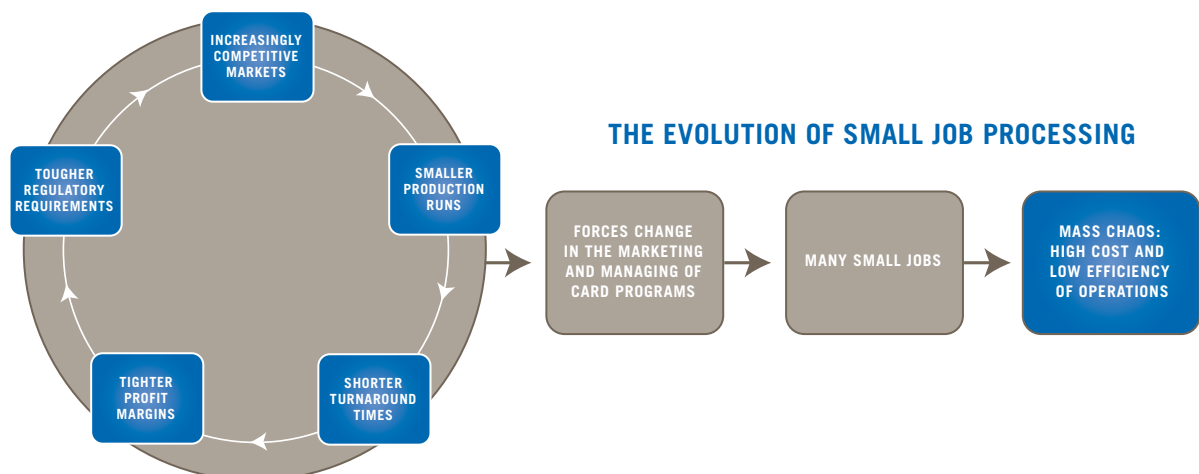 INCREASINGLY
COMPETITIVE
MARKETS
SMALLER
PRODUCTION
RUNS
SHORTER
TURNAROUND
TIMES
TIGHTER
PROFIT
MARGINS
TOUGHER
REGULATORY
REQUIREMENTS
THE EVOLUTION OF SMALL JOB PROCESSING
FORCES CHANGE
IN THE MARKETING
AND MANAGING OF
CARD PROGRAMS
MANY SMALL JOBS
MASS CHAOS:
HIGH COST AND
LOW EFFICIENCY
OF OPERATIONS